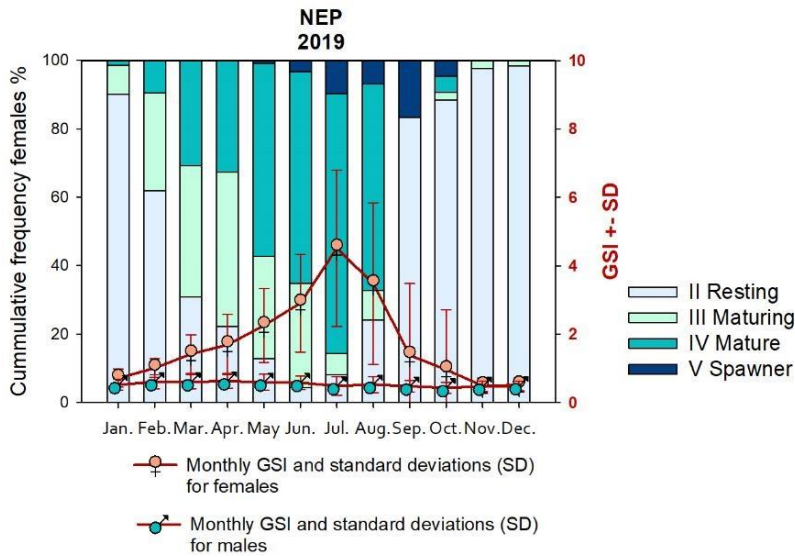 NEP
2019
Cummulative frequency females %
100
80
60
40
20
0
10
8
6
4
2
0
GSI +- SD
Jan. Feb. Mar. Apr. May Jun. Jul. Aug. Sep. Oct. Nov. Dec.
II Resting
III Maturing
IV Mature
V Spawner
Monthly GSI and standard deviations (SD)
for females
Monthly GSI and standard deviations (SD)
for males